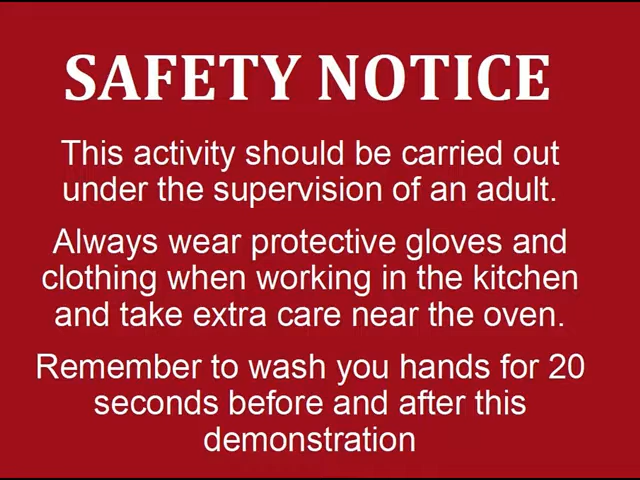 SAFETY NOTICE
This activity should be carried out
under the supervision of an adult.
Always wear protective gloves and
clothing when working in the kitchen
and take extra care near the oven.
Remember to wash you hands for 20
seconds before and after this
demonstration